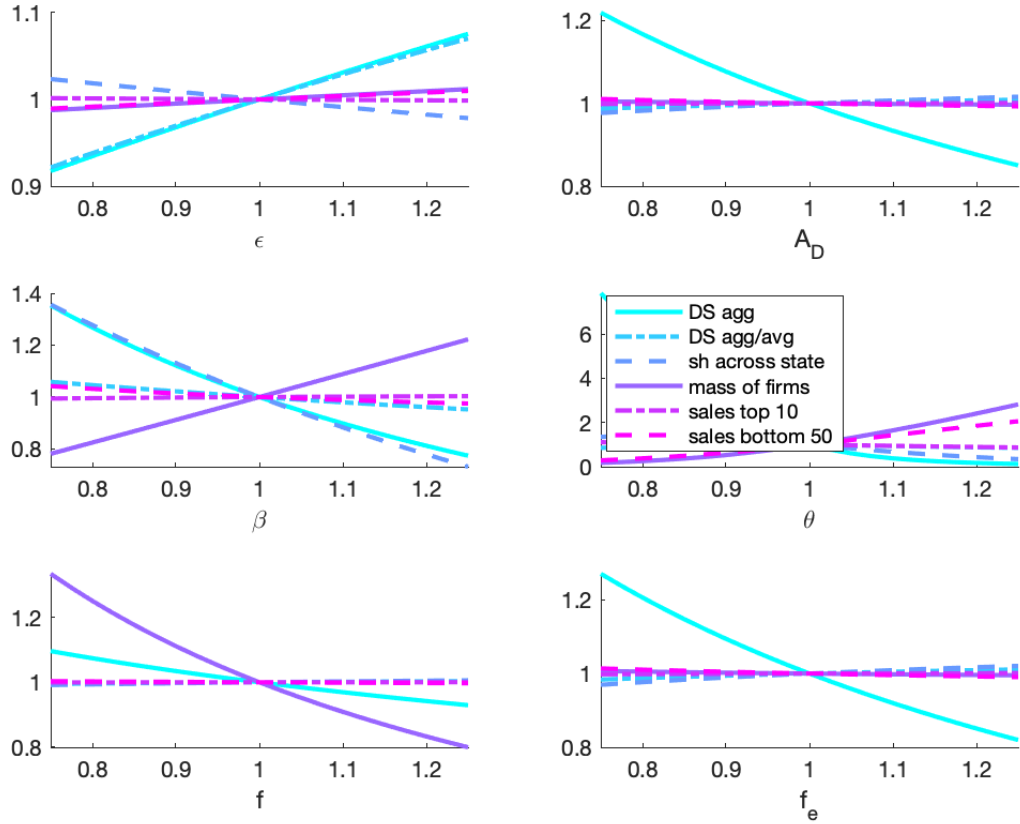 1.1
1
0.9
0.8 0.9 1 1.1 1.2
ϵ
1.2
1
0.8
0.8 0.9 1 1.1 1.2
A_D
1.4
1.2
1
0.8
0.8 0.9 1 1.1 1.2
β
6
4
2
0
DS agg
DS agg/avg
sh across state
mass of firms
sales top 10
sales bottom 50
0.8 0.9 1 1.1 1.2
θ
1.2
1
0.8
0.8 0.9 1 1.1 1.2
f
1.2
1
0.8
0.8 0.9 1 1.1 1.2
f_e